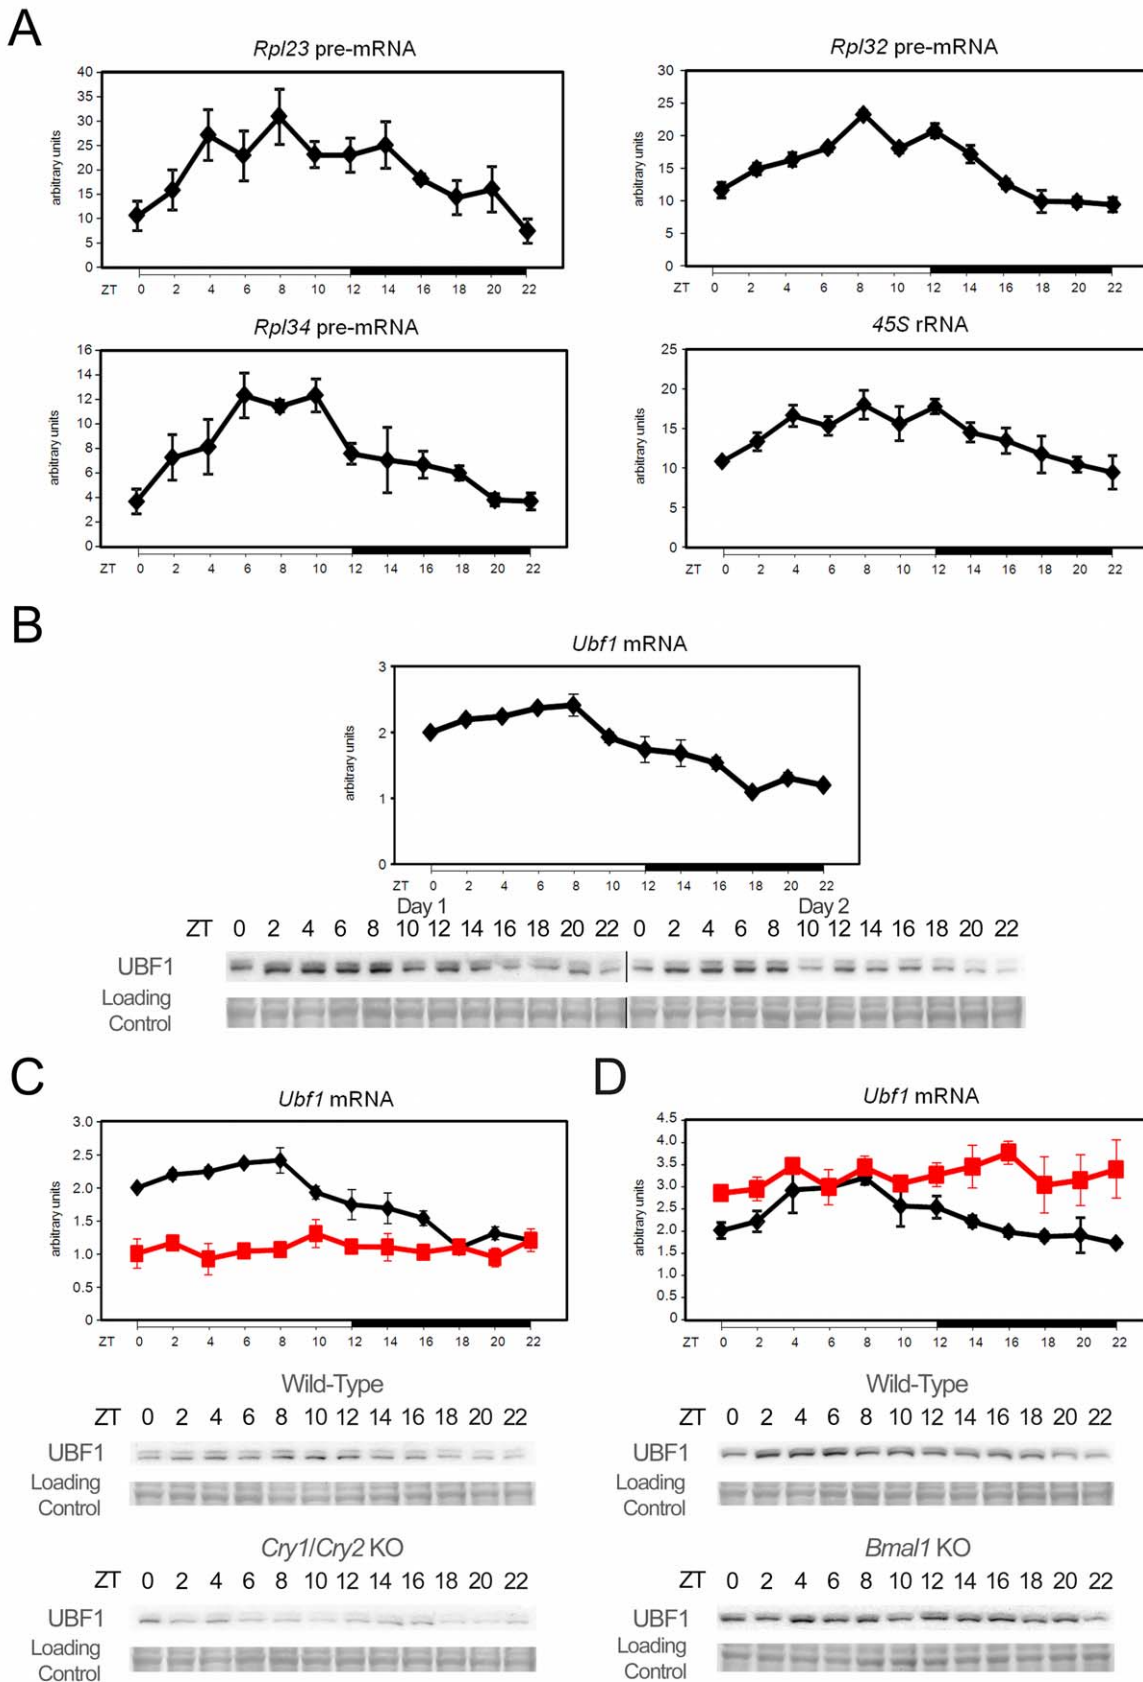 A
Rpl23 pre-mRNA
40
35
30
25
20
15
10
5
0
arbitrary units
ZT 0 2 4 6 8 10 12 14 16 18 20 22
Rpl32 pre-mRNA
30
25
20
15
10
5
0
arbitrary units
ZT 0 2 4 6 8 10 12 14 16 18 20 22
Rpl34 pre-mRNA
16
14
12
10
8
6
4
2
0
arbitrary units
ZT 0 2 4 6 8 10 12 14 16 18 20 22
45S rRNA
25
20
15
10
5
0
arbitrary units
ZT 0 2 4 6 8 10 12 14 16 18 20 22
B
Ubf1 mRNA
3
2
1
0
arbitrary units
ZT 0 2 4 6 8 10 12 14 16 18 20 22
Day 1 Day 2
ZT 0 2 4 6 8 10 12 14 16 18 20 22 0 2 4 6 8 10 12 14 16 18 20 22
UBF1
Loading
Control
C
Ubf1 mRNA
3.0
2.5
2.0
1.5
1.0
0.5
0
arbitrary units
ZT 0 2 4 6 8 10 12 14 16 18 20 22
Wild-Type
ZT 0 2 4 6 8 10 12 14 16 18 20 22
UBF1
Loading
Control
Cry1/Cry2 KO
ZT 0 2 4 6 8 10 12 14 16 18 20 22
UBF1
Loading
Control
D
Ubf1 mRNA
4.5
4.0
3.5
3.0
2.5
2.0
1.5
1.0
0.5
0
arbitrary units
ZT 0 2 4 6 8 10 12 14 16 18 20 22
Wild-Type
ZT 0 2 4 6 8 10 12 14 16 18 20 22
UBF1
Loading
Control
Bmal1 KO
ZT 0 2 4 6 8 10 12 14 16 18 20 22
UBF1
Loading
Control